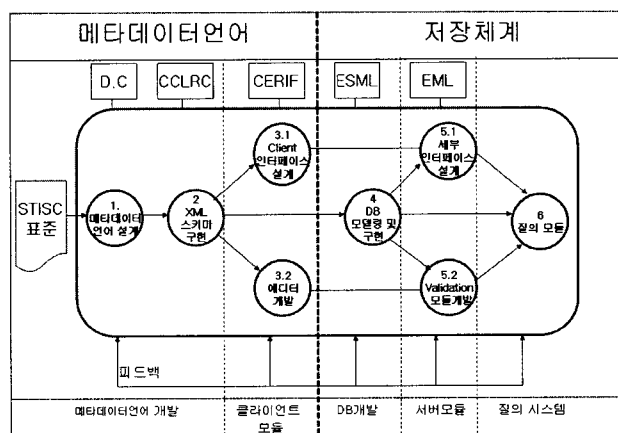 메타데이터언어
저장체계
D.C
CCLRC
CERIF
ESML
EML
STISC
표준
1.
메타데이터
언어 설계
2
XML
스키마
구현
3.1
Client
인터페이스
설계
3.2
에디터
개발
4
DB
모델링 및
구현
5.1
세부
인터페이스
설계
5.2
Validation
모듈개발
6
질의 모듈
피드백
메타데이터언어 개발
클라이언트
모듈
DB개발
서버모듈
질의 시스템